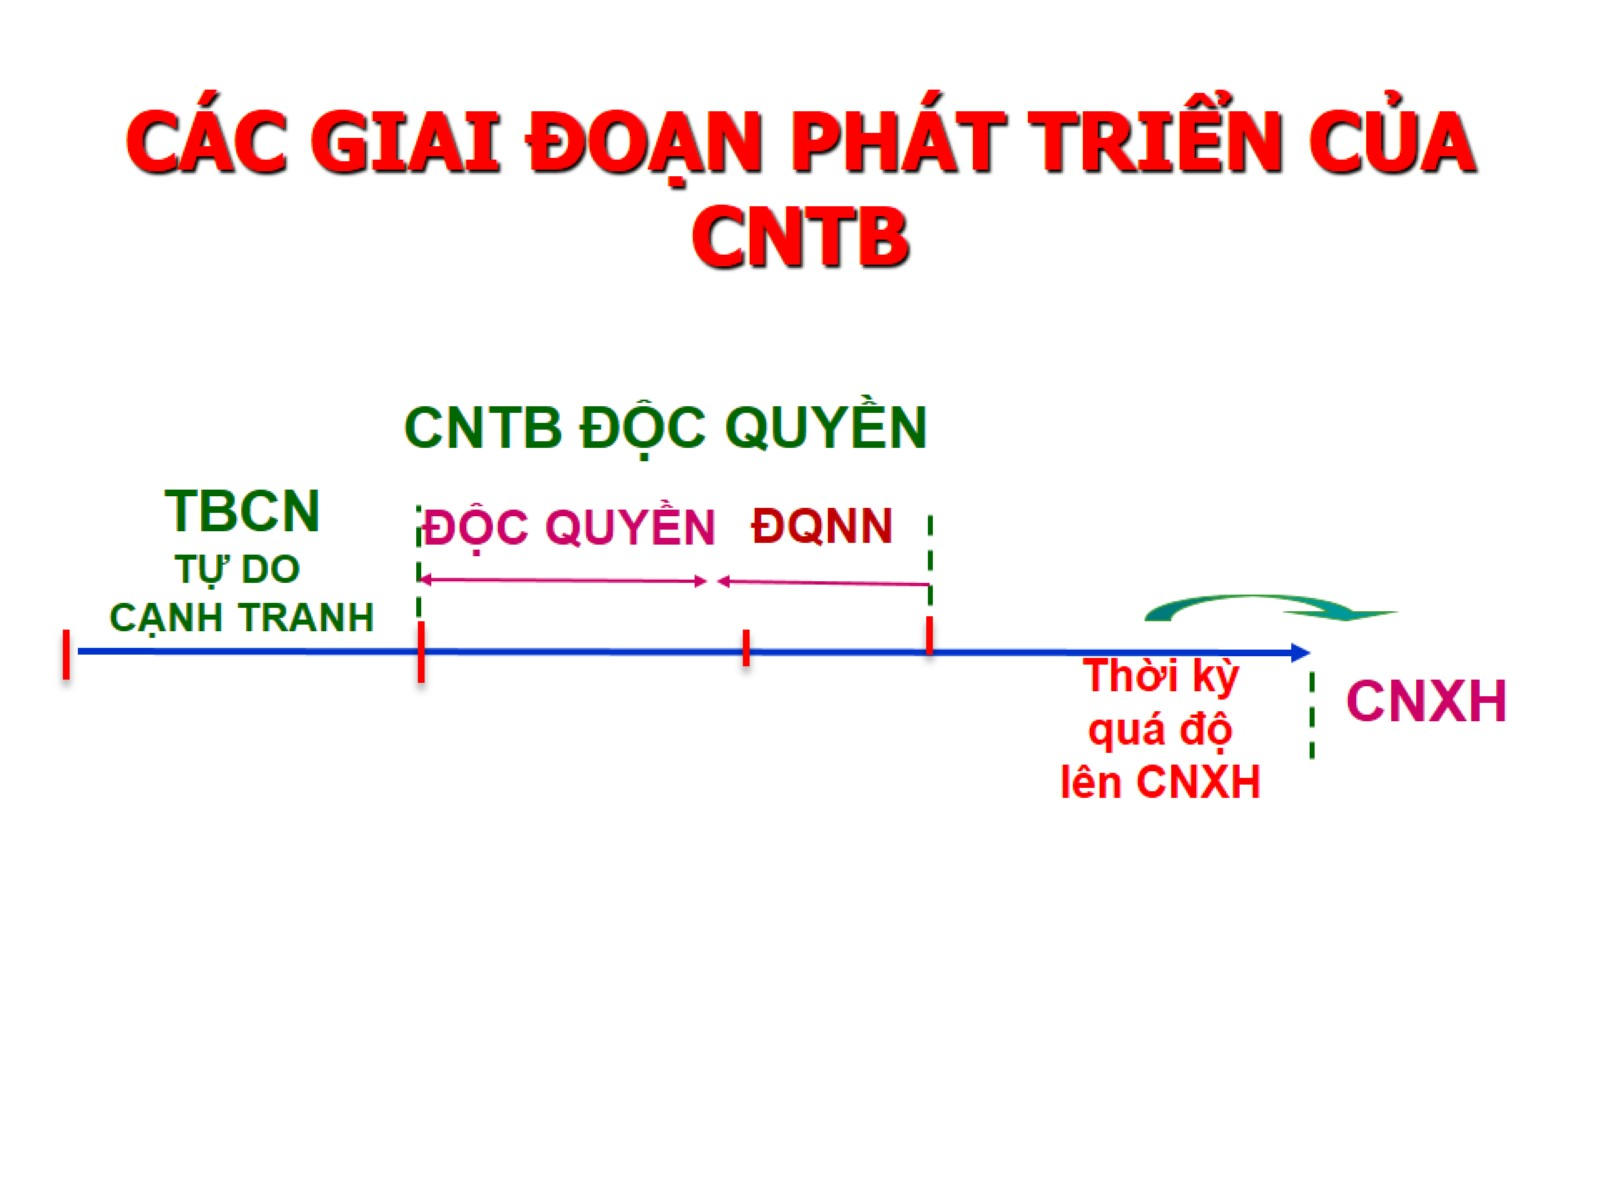 CÁC GIAI ĐOẠN PHÁT TRIỂN CỦA
CNTB
CNTB ĐỘC QUYỀN
TBCN
TỰ DO
CẠNH TRANH
ĐỘC QUYỀN
ĐQNN
Thời kỳ
quá độ
lên CNXH
CNXH